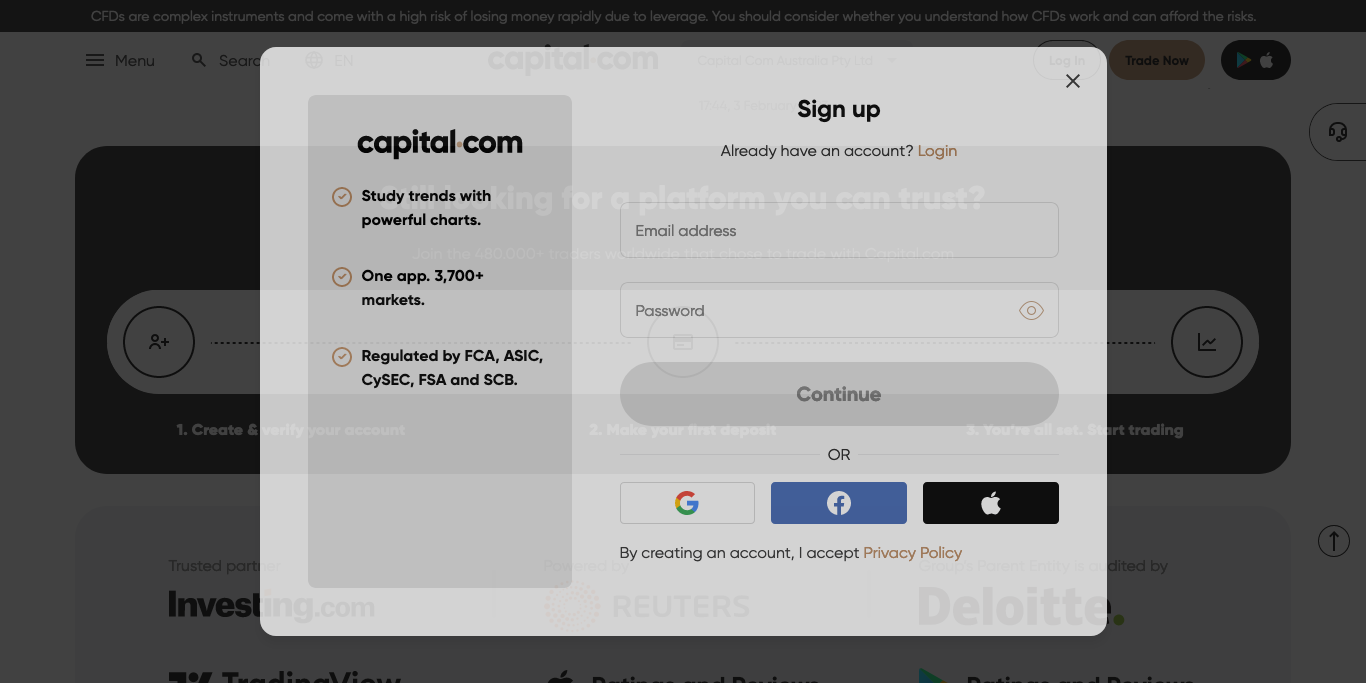 CFDs are complex instruments and come with a high risk of losing money rapidly due to leverage. You should consider whether you understand how CFDs work and can afford the risks.
Menu
Search
EN
capital.com
Capital Com Australia Pty Ltd
Log In
Trade Now
17:44, 3 February
Sign up
Already have an account? Login
capital.com
Study trends with
powerful charts.
One app. 3,700+
markets.
Regulated by FCA, ASIC,
CySEC, FSA and SCB.
Still looking for a platform you can trust?
Join the 480,000+ traders worldwide that chose to trade with Capital.com
Email address
Password
Continue
OR
By creating an account, I accept Privacy Policy
1. Create & verify your account
2. Make your first deposit
3. You're all set. Start trading
Trusted partner
Investing.com
Powered by
REUTERS
Group's Parent Entity is audited by
Deloitte.
TradingView
Ratings and Reviews
Ratings and Reviews